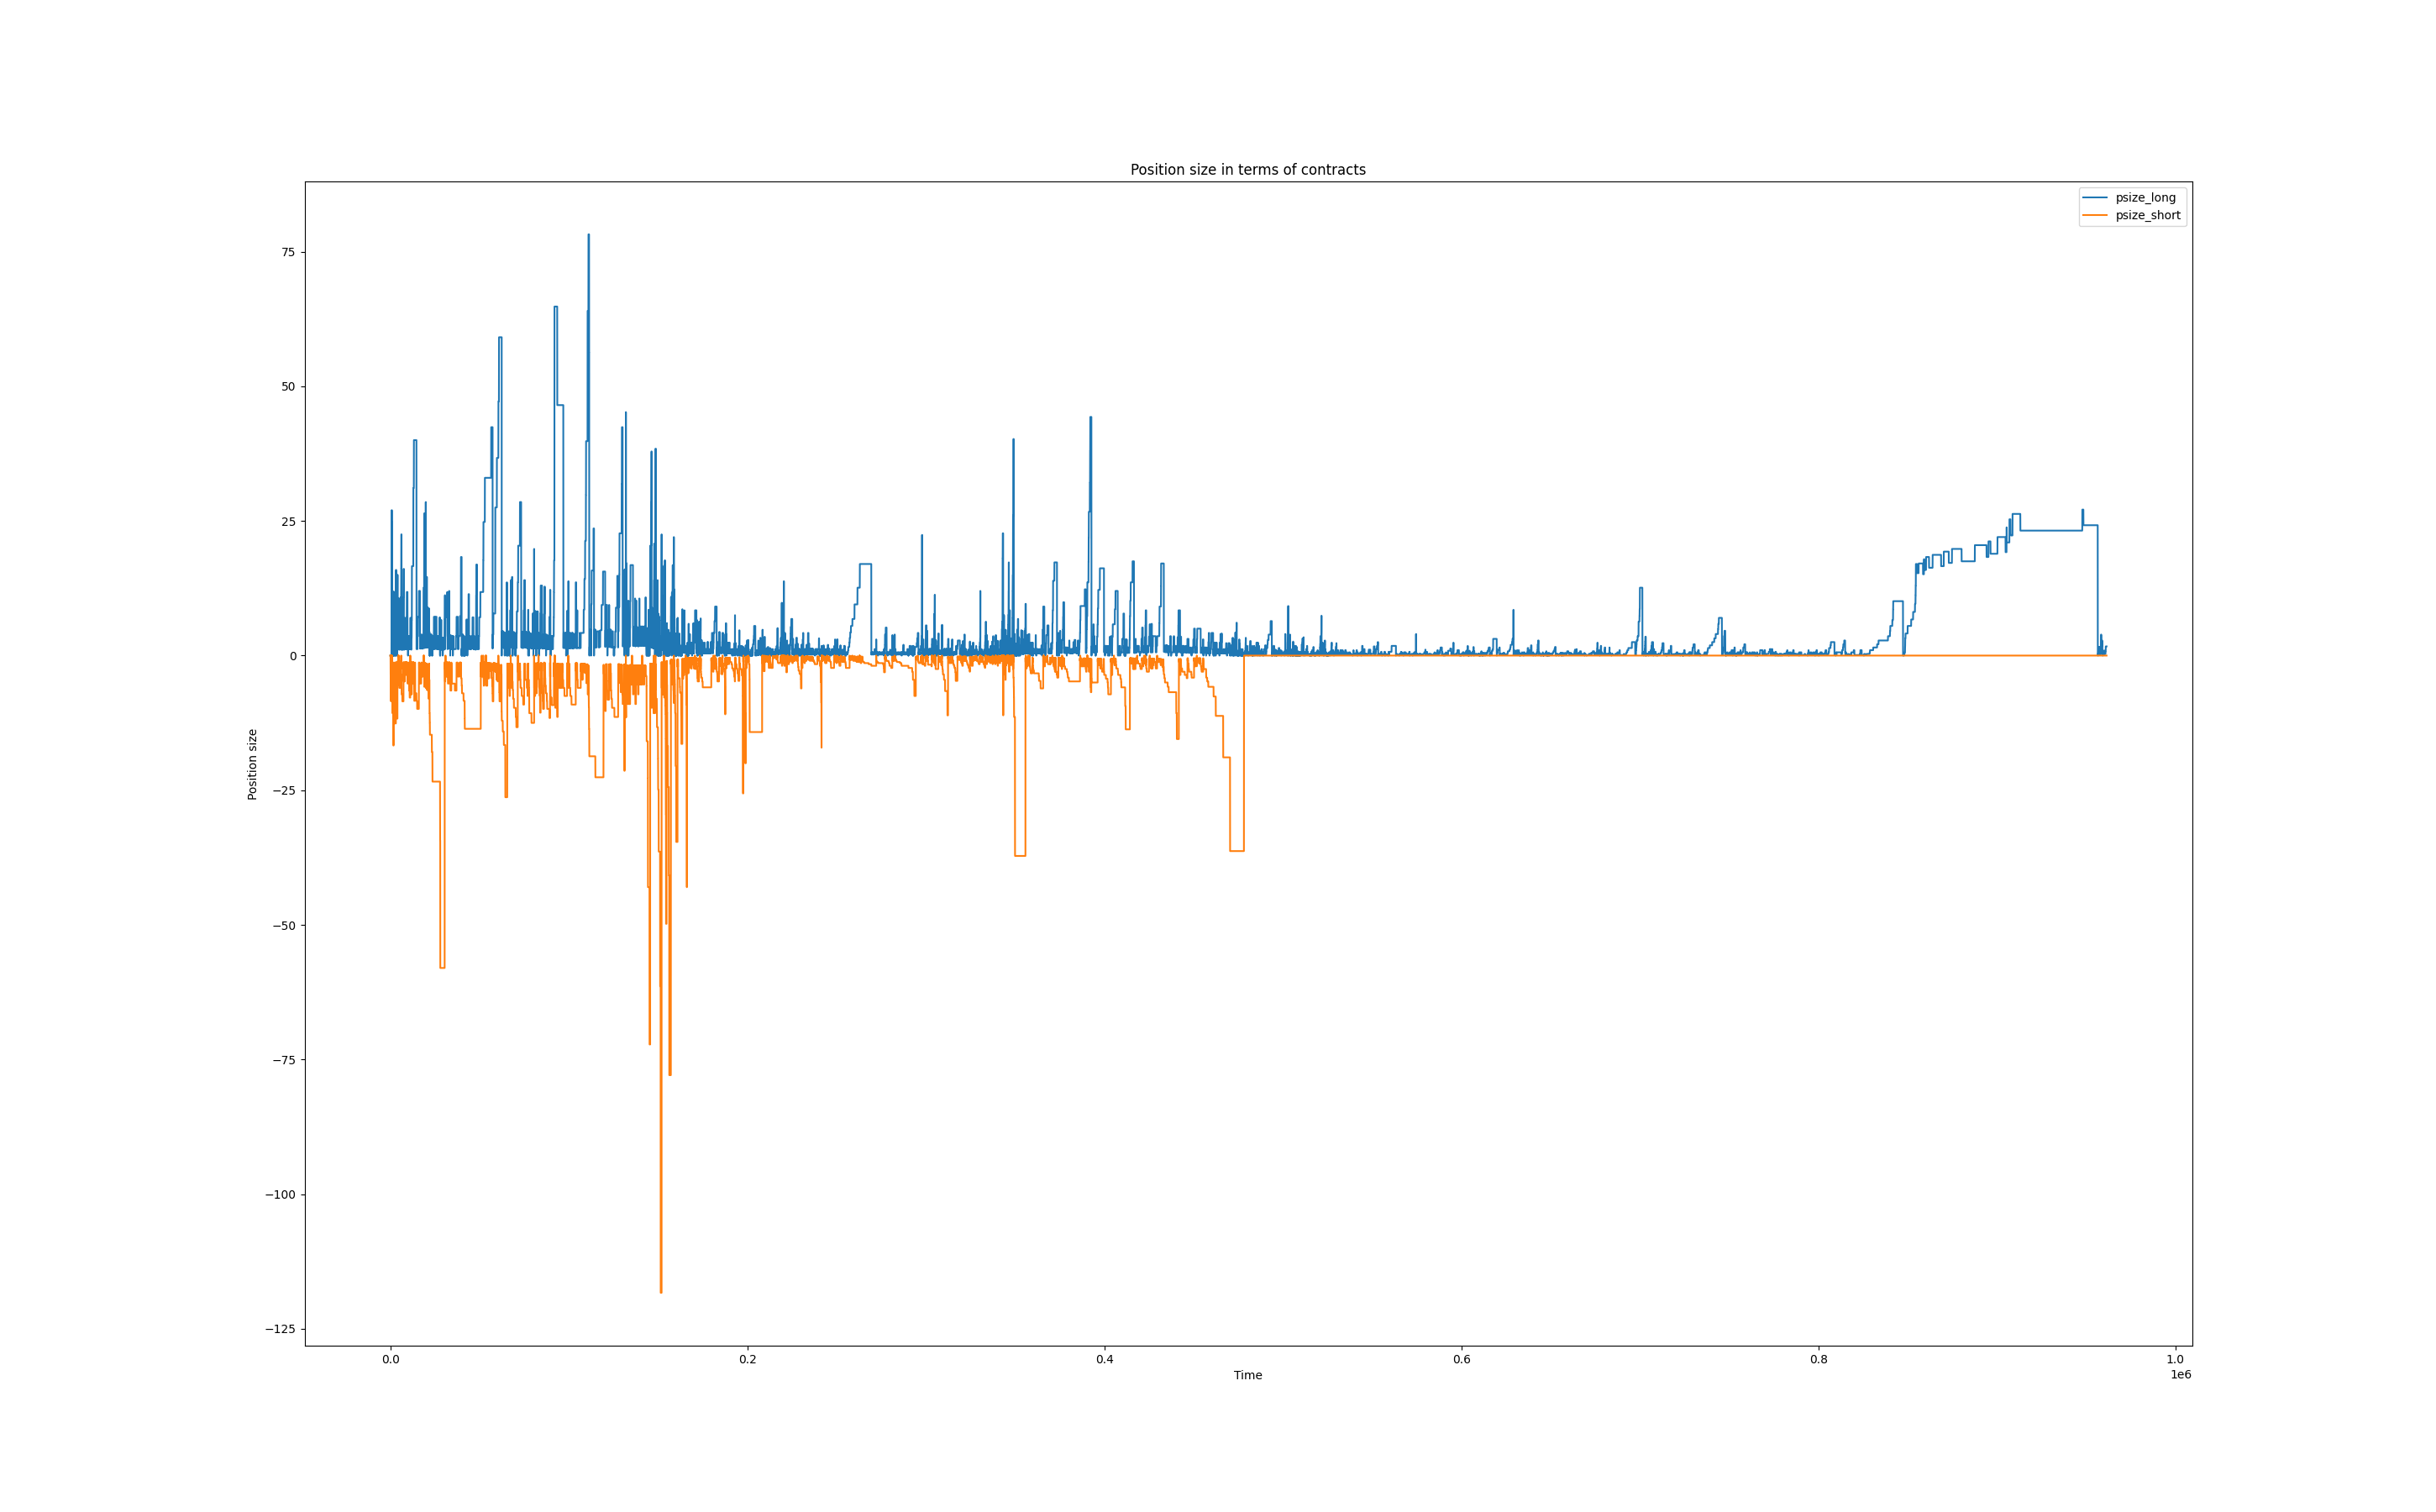 Position size in terms of contracts
psize_long
psize_short
75
50
25
0
−25
−50
−75
−100
−125
Position size
0.0
0.2
0.4
0.6
0.8
1.0
1e6
Time